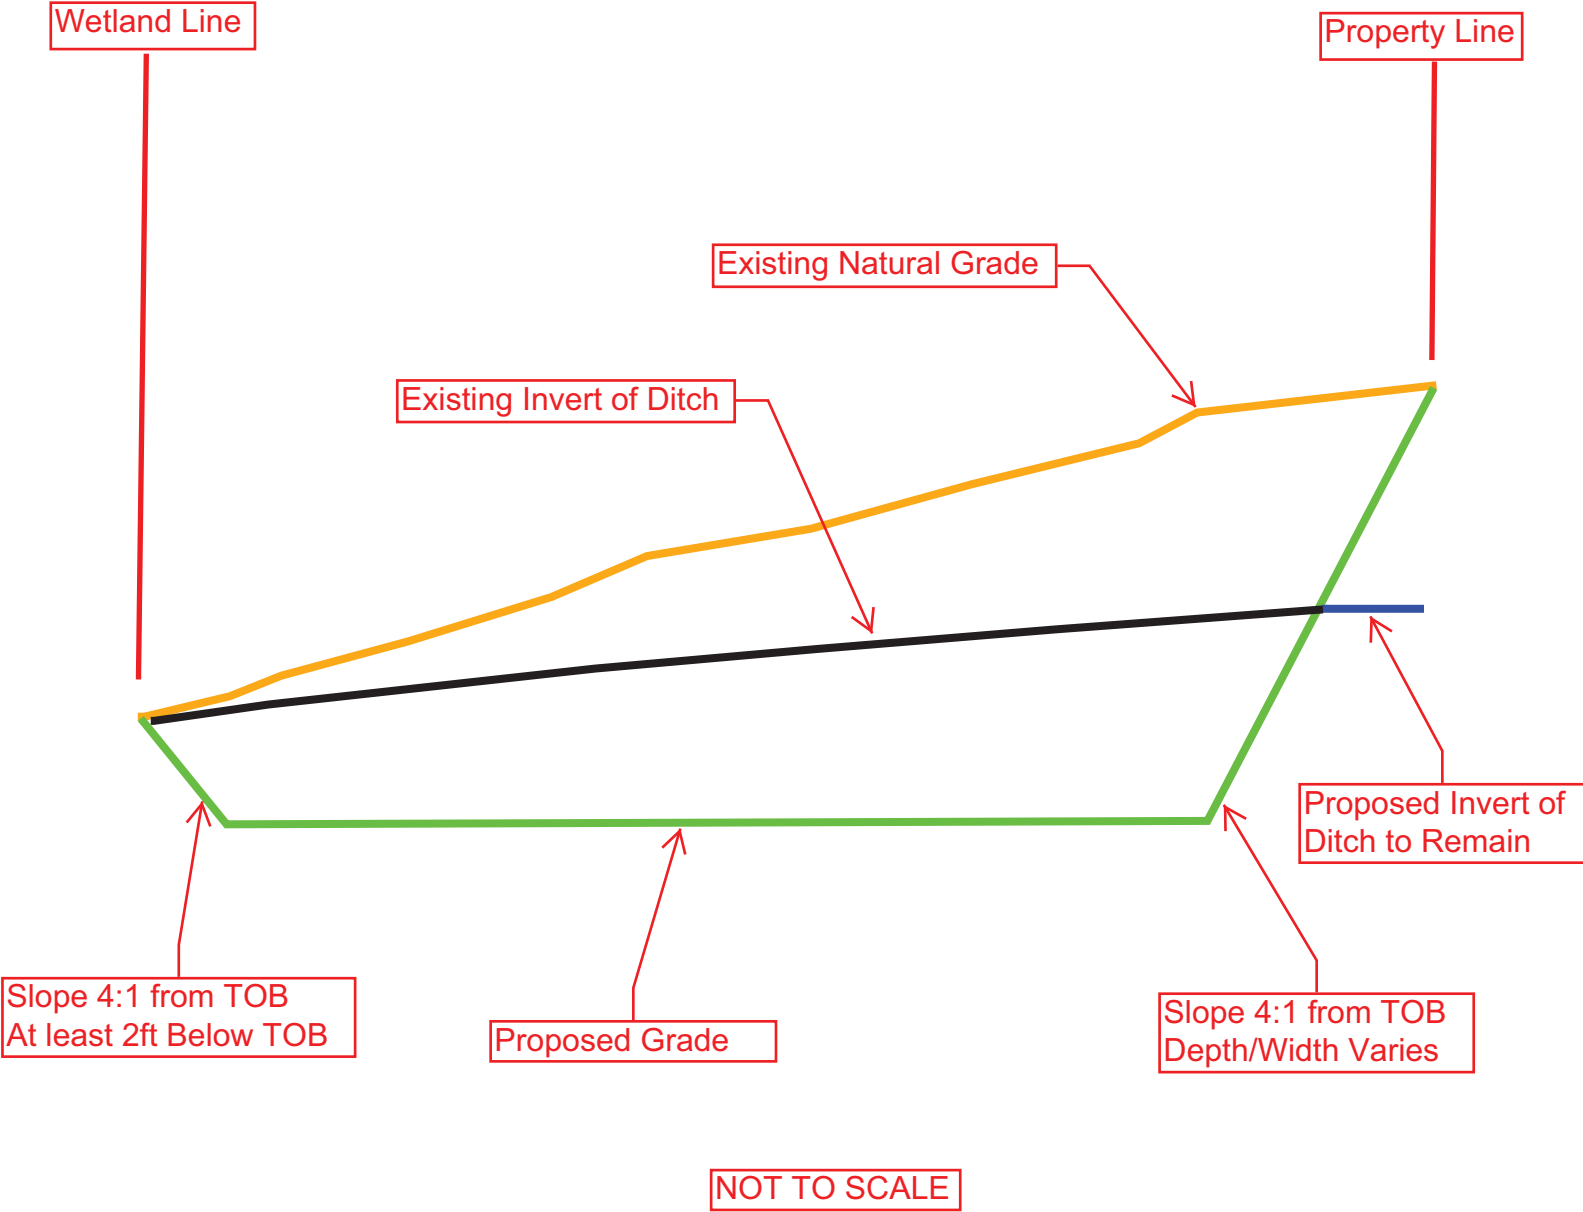 Wetland Line
Property Line
Existing Natural Grade
Existing Invert of Ditch
Proposed Invert of
Ditch to Remain
Slope 4:1 from TOB
At least 2ft Below TOB
Proposed Grade
Slope 4:1 from TOB
Depth/Width Varies
NOT TO SCALE